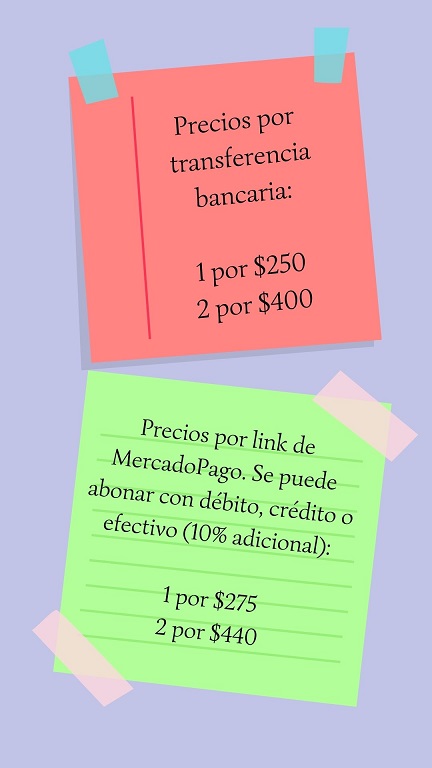 Precios por
transferencia
bancaria:
1 por $250
2 por $400
Precios por link de
MercadoPago. Se puede
abonar con débito, crédito o
efectivo (10% adicional):
1 por $275
2 por $440